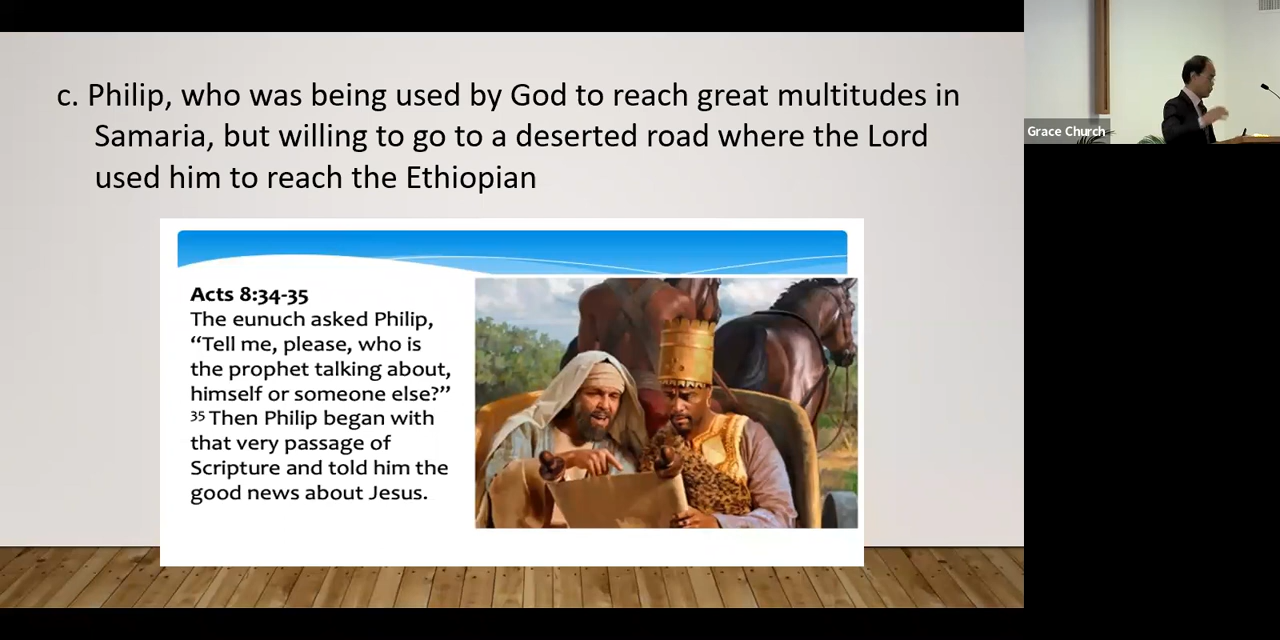 c. Philip, who was being used by God to reach great multitudes in
Samaria, but willing to go to a deserted road where the Lord
used him to reach the Ethiopian
Acts 8:34-35
The eunuch asked Philip,
“Tell me, please, who is
the prophet talking about,
himself or someone else?”
35 Then Philip began with
that very passage of
Scripture and told him the
good news about Jesus.
Grace Church